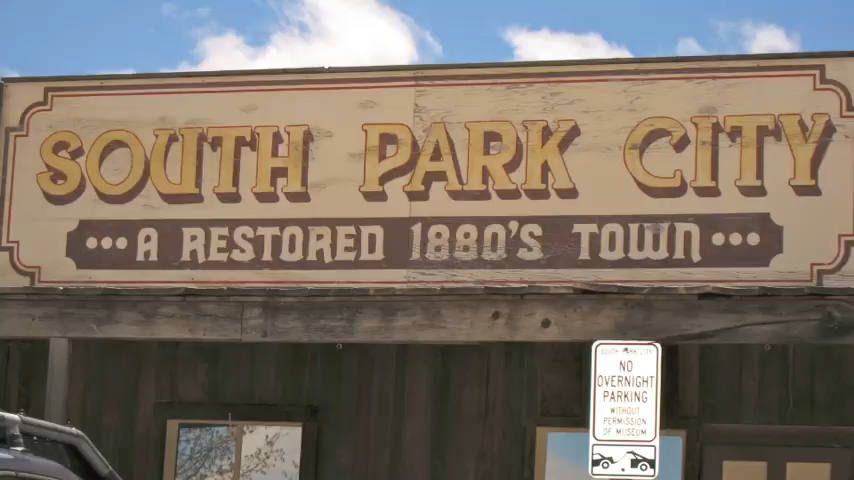 SOUTH PARK CITY
A RESTORED 1880'S TOWN
SOUTH PARK CITY
NO
OVERNIGHT
PARKING
WITHOUT
PERMISSION
OF MUSEUM